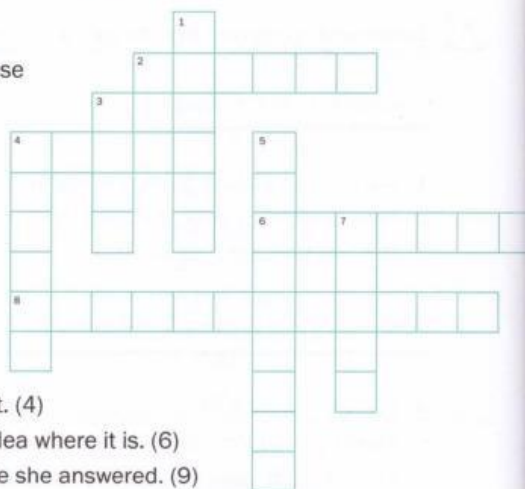 1
se
2
3
4 5
6 7
8
t. (4)
dea where it is. (6)
e she answered. (9)